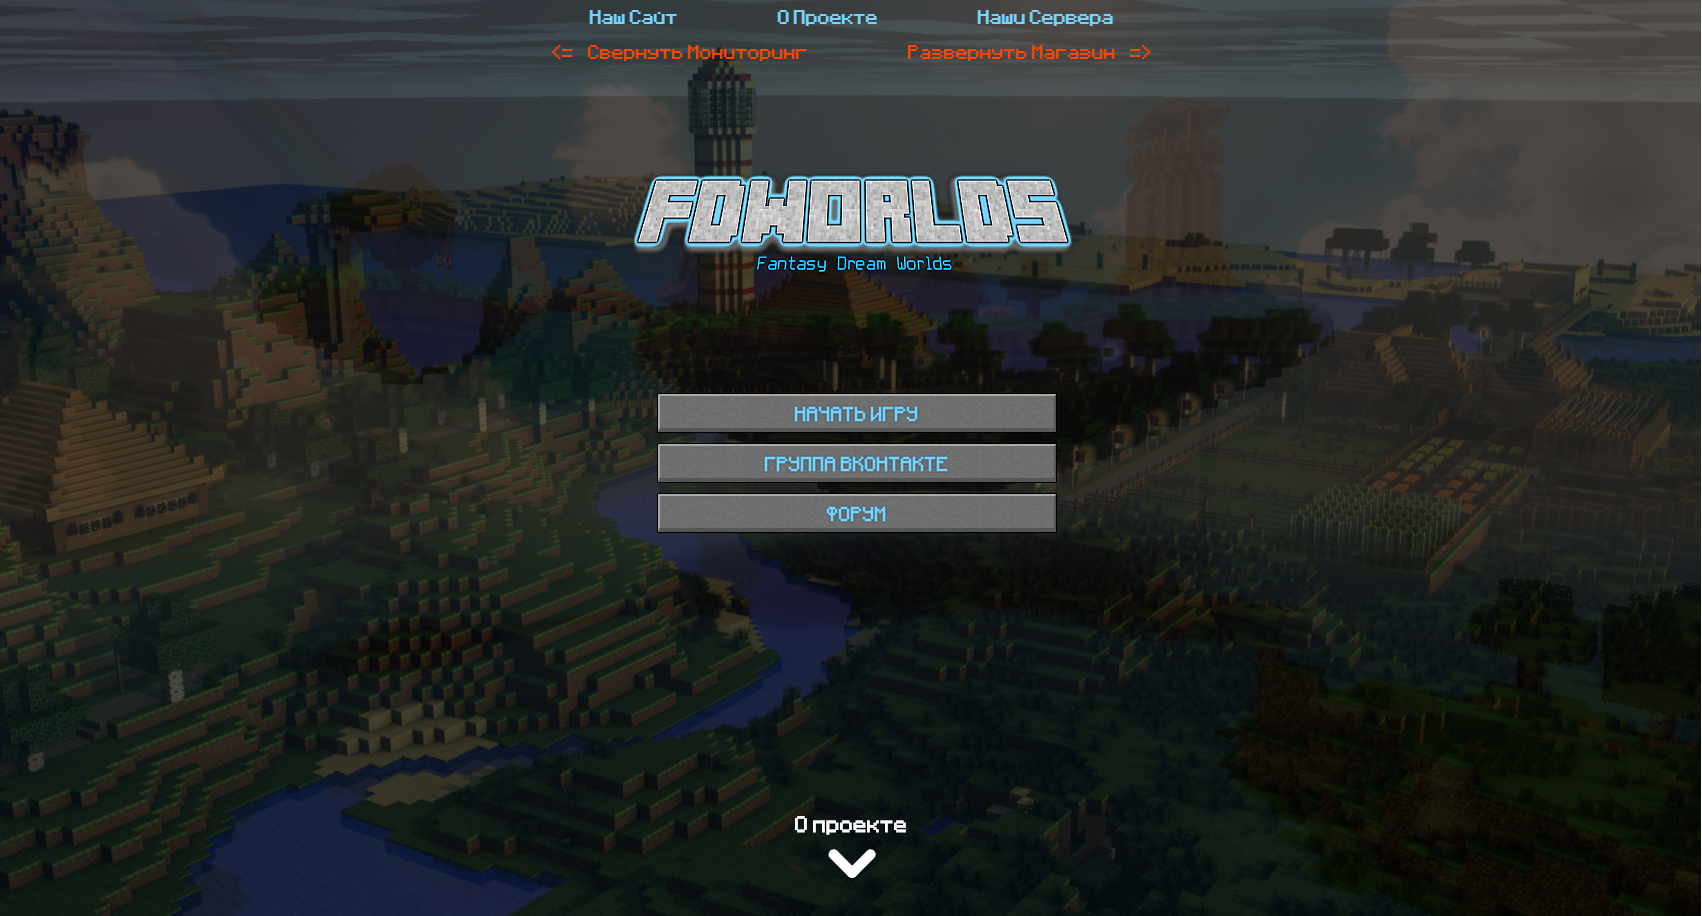 Наш Сайт О Проекте Наши Сервера
<= Свернуть Мониторинг Развернуть Магазин =>
FDWORLDS
Fantasy Dream Worlds
НАЧАТЬ ИГРУ
ГРУППА ВКОНТАКТЕ
ФОРУМ
О проекте